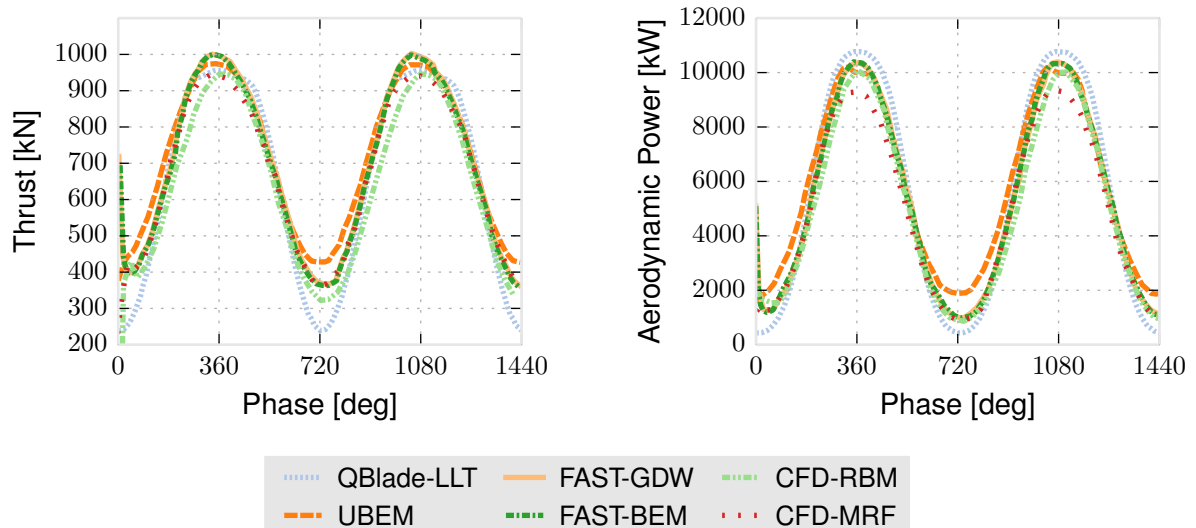 1000
900
800
700
600
500
400
300
200
Thrust [kN]
0 360 720 1080 1440
Phase [deg]
12000
10000
8000
6000
4000
2000
0
Aerodynamic Power [kW]
0 360 720 1080 1440
Phase [deg]
QBlade-LLT FAST-GDW CFD-RBM
UBEM FAST-BEM CFD-MRF